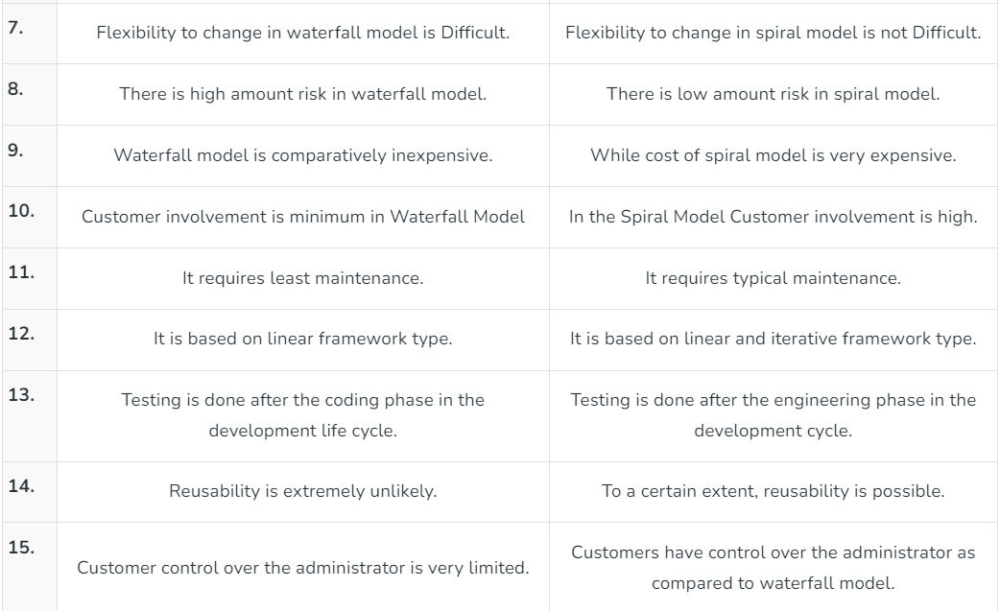 7.
Flexibility to change in waterfall model is Difficult.
Flexibility to change in spiral model is not Difficult.
8.
There is high amount risk in waterfall model.
There is low amount risk in spiral model.
9.
Waterfall model is comparatively inexpensive.
While cost of spiral model is very expensive.
10.
Customer involvement is minimum in Waterfall Model
In the Spiral Model Customer involvement is high.
11.
It requires least maintenance.
It requires typical maintenance.
12.
It is based on linear framework type.
It is based on linear and iterative framework type.
13.
Testing is done after the coding phase in the
development life cycle.
Testing is done after the engineering phase in the
development cycle.
14.
Reusability is extremely unlikely.
To a certain extent, reusability is possible.
15.
Customer control over the administrator is very limited.
Customers have control over the administrator as
compared to waterfall model.